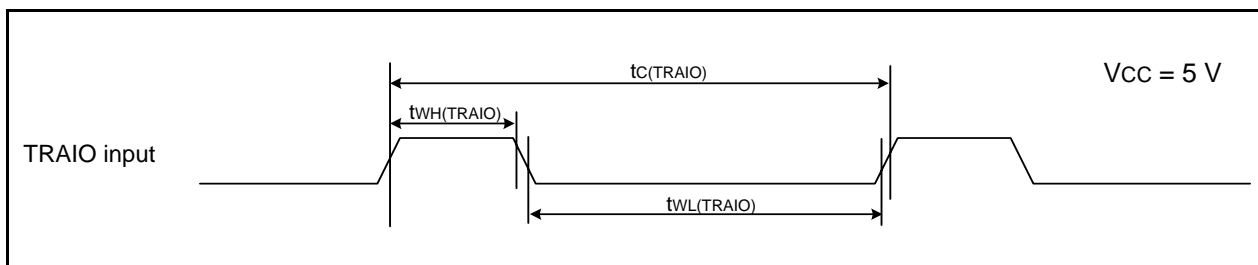 tC(TRAIO)
VCC = 5 V
tWH(TRAIO)
TRAIO input
tWL(TRAIO)